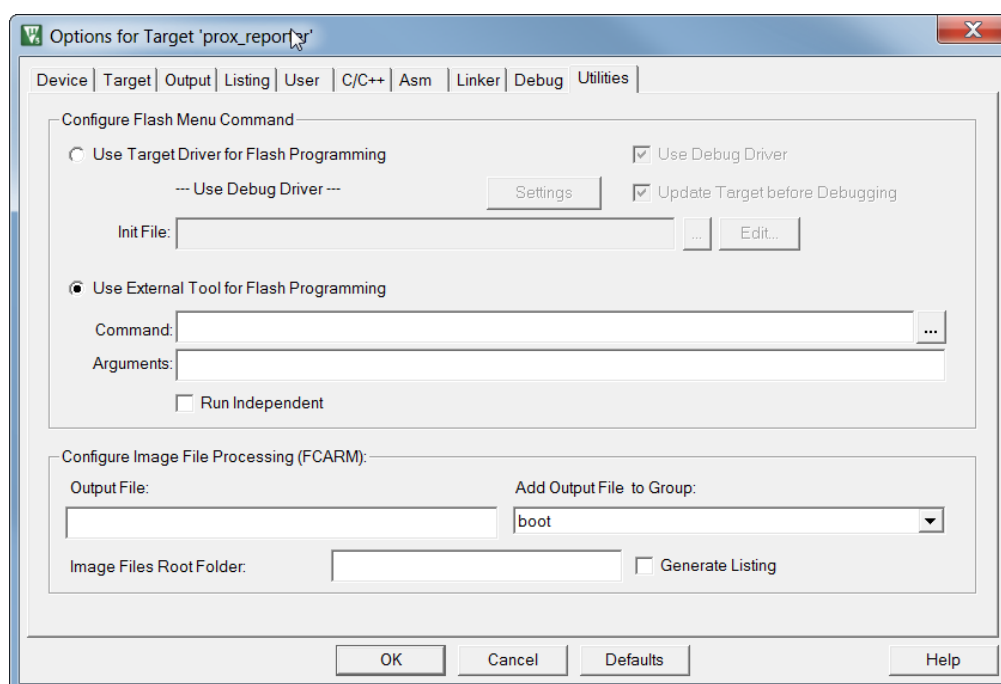 Options for Target 'prox_reporter'
Device Target Output Listing User C/C++ Asm Linker Debug Utilities
Configure Flash Menu Command
Use Target Driver for Flash Programming Use Debug Driver
--- Use Debug Driver --- Settings Update Target before Debugging
Init File: ... Edit...
Use External Tool for Flash Programming
Command: ...
Arguments:
Run Independent
Configure Image File Processing (FCARM):
Output File: Add Output File to Group:
boot
Image Files Root Folder: Generate Listing
OK Cancel Defaults Help